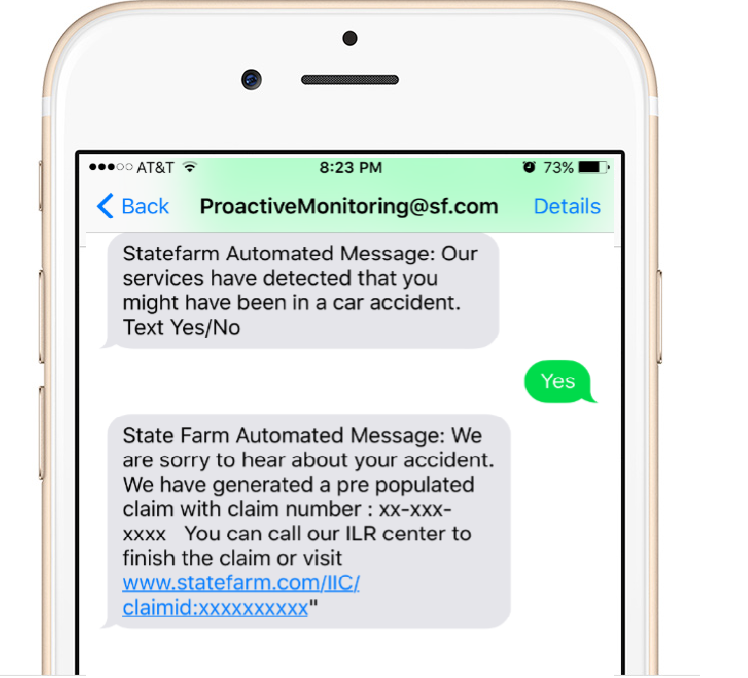 AT&T 8:23 PM 73%
Back ProactiveMonitoring@sf.com Details
Statefarm Automated Message: Our
services have detected that you
might have been in a car accident.
Text Yes/No
Yes
State Farm Automated Message: We
are sorry to hear about your accident.
We have generated a pre populated
claim with claim number : xx-xxx-
xxxx   You can call our ILR center to
finish the claim or visit
www.statefarm.com/IIC/
claimid:xxxxxxxxxx"